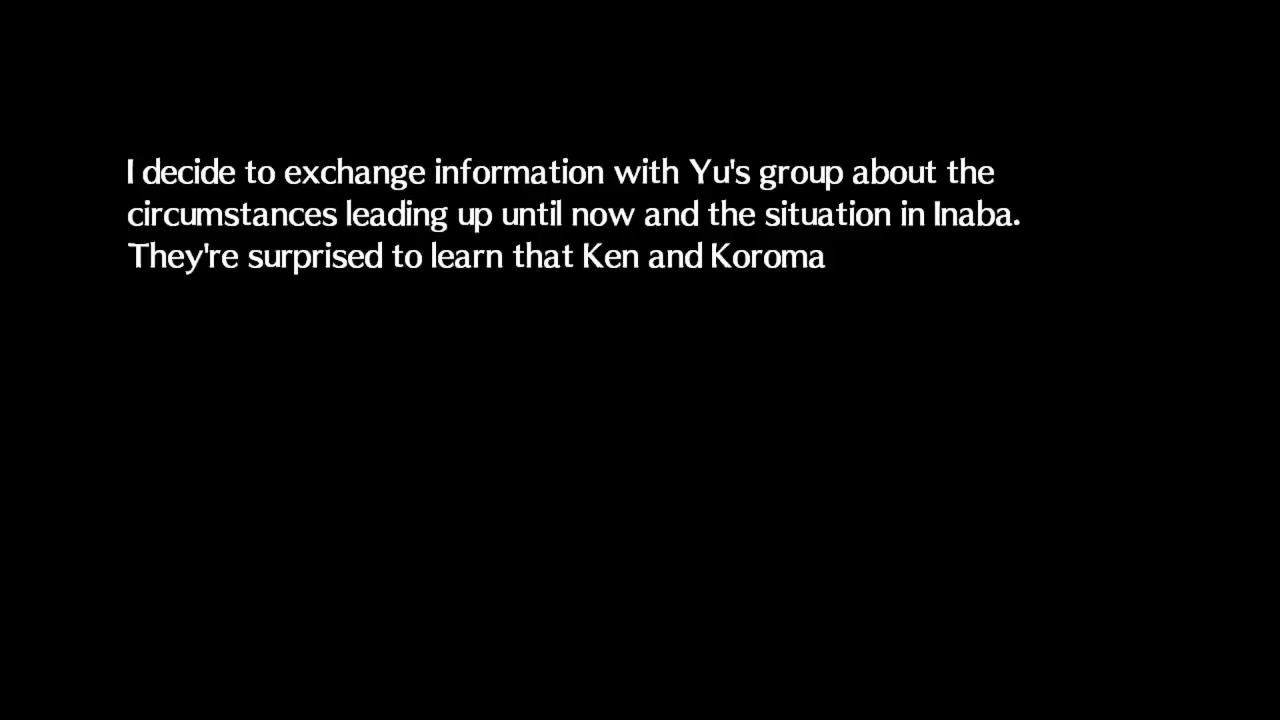 I decide to exchange information with Yu's group about the
circumstances leading up until now and the situation in Inaba.
They're surprised to learn that Ken and Koroma